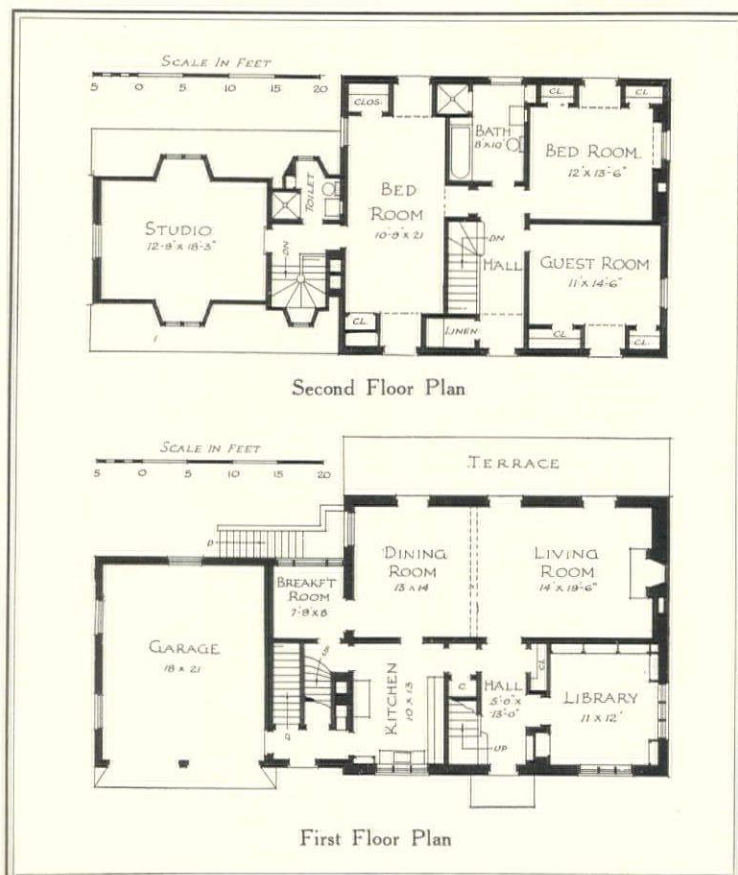 SCALE IN FEET
5 0 5 10 15 20
CLOS.
BATH
8'X10'
CL.
CL.
BED ROOM
12' X 13'-6"
TOILET
STUDIO
12-9" X 18-3"
BED
ROOM
10-9" X 21
DN
DN
HALL
GUEST ROOM
11' X 14'-6"
CL.
LINEN
CL.
CL.
Second Floor Plan
SCALE IN FEET
5 0 5 10 15 20
TERRACE
D
DINING
ROOM
13 X 14
LIVING
ROOM
14' X 19'-6"
BREAKF'T
ROOM
7'-9 X 8
GARAGE
18 X 21
UP
D
KITCHEN
10 X 13
C
HALL
5'-0" X
13'-0"
CL
LIBRARY
11 X 12'
UP
First Floor Plan